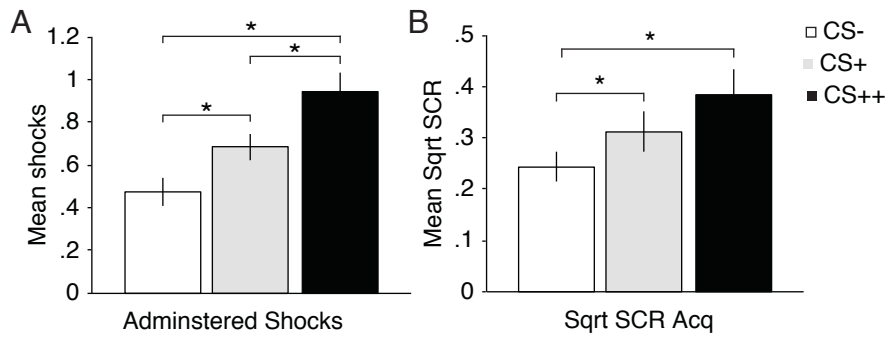 A
Mean shocks
1.2
1
.8
.6
.4
.2
0
*
*
*
Adminstered Shocks
B
Mean Sqrt SCR
.5
.4
.3
.2
.1
0
*
*
Sqrt SCR Acq
CS-
CS+
CS++